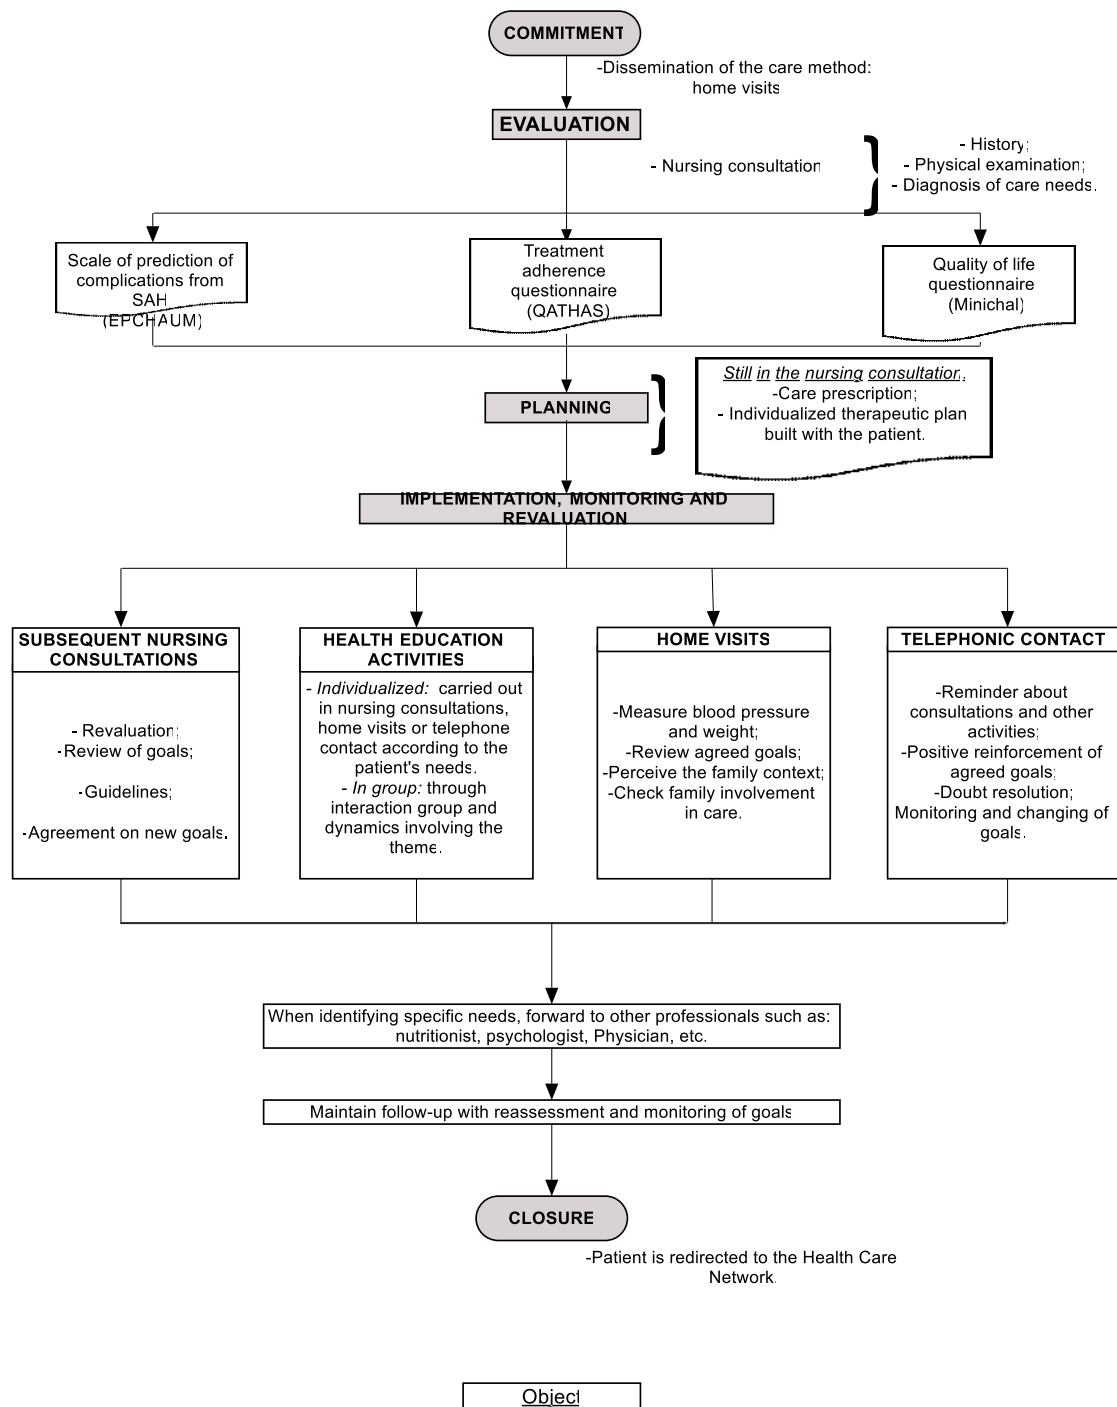 COMMITMENT
-Dissemination of the care method:
home visits
EVALUATION
- Nursing consultation
- History;
- Physical examination;
- Diagnosis of care needs.
Scale of prediction of
complications from
SAH
(EPCHAUM)
Treatment
adherence
questionnaire
(QATHAS)
Quality of life
questionnaire
(Minichal)
PLANNING
Still in the nursing consultation.
-Care prescription;
- Individualized therapeutic plan
built with the patient.
IMPLEMENTATION, MONITORING AND
REVALUATION
SUBSEQUENT NURSING
CONSULTATIONS
- Revaluation;
-Review of goals;
-Guidelines;
-Agreement on new goals.
HEALTH EDUCATION
ACTIVITIES
- Individualized: carried out
in nursing consultations,
home visits or telephone
contact according to the
patient's needs.
- In group: through
interaction group and
dynamics involving the
theme.
HOME VISITS
-Measure blood pressure
and weight;
-Review agreed goals;
-Perceive the family context;
-Check family involvement
in care.
TELEPHONIC CONTACT
-Reminder about
consultations and other
activities;
-Positive reinforcement of
agreed goals;
-Doubt resolution;
Monitoring and changing of
goals.
When identifying specific needs, forward to other professionals such as:
nutritionist, psychologist, Physician, etc.
Maintain follow-up with reassessment and monitoring of goals
CLOSURE
-Patient is redirected to the Health Care
Network.
Object